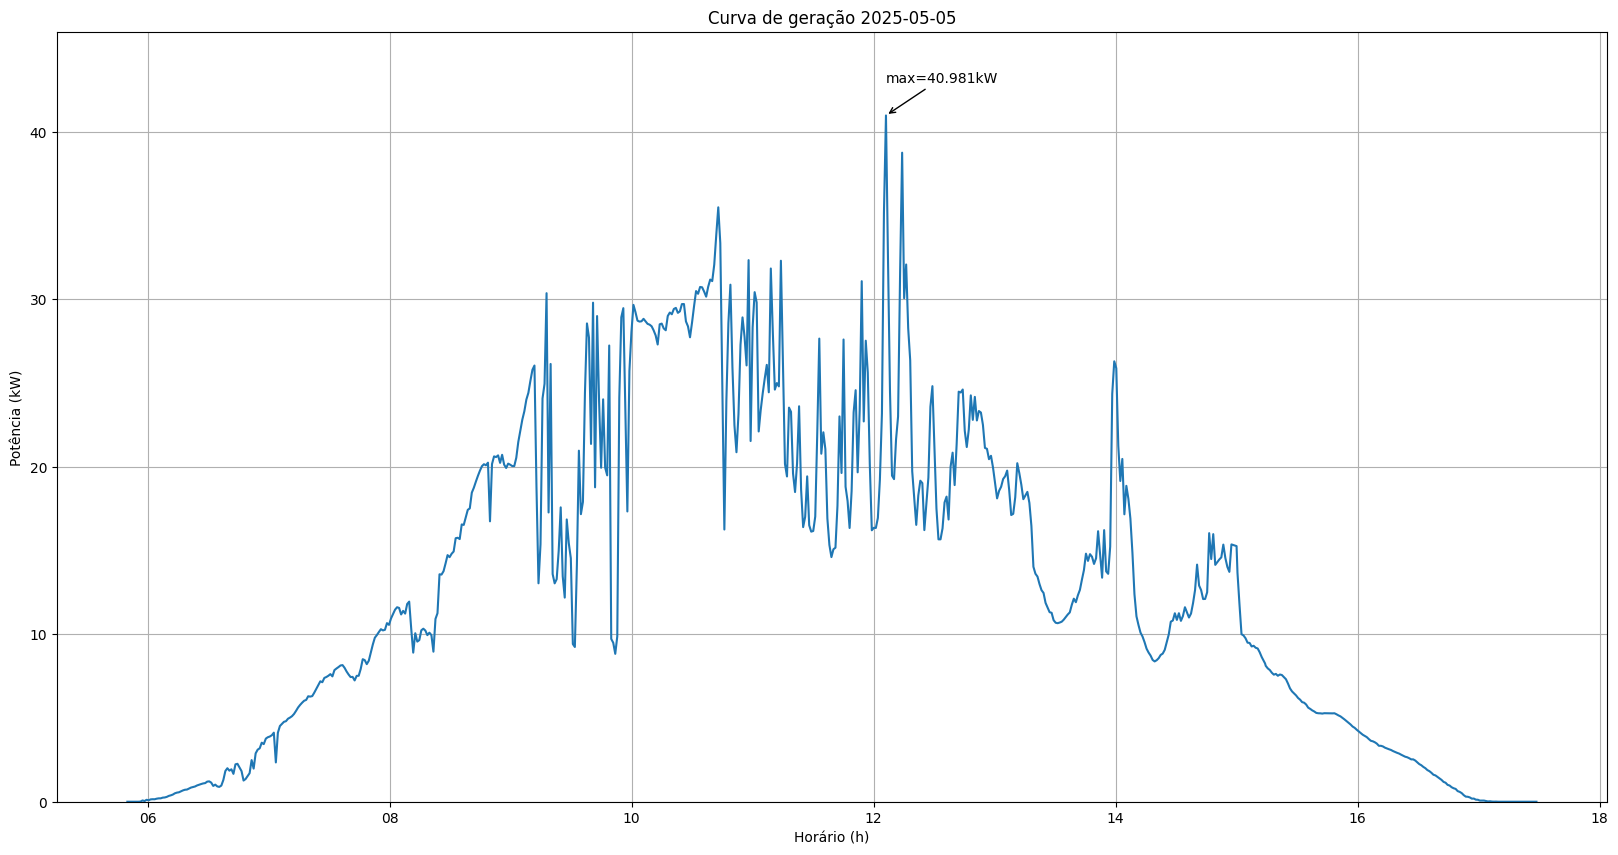 Curva de geração 2025-05-05
max=40.981kW
Potência (kW)
40
30
20
10
0
06 08 10 12 14 16 18
Horário (h)